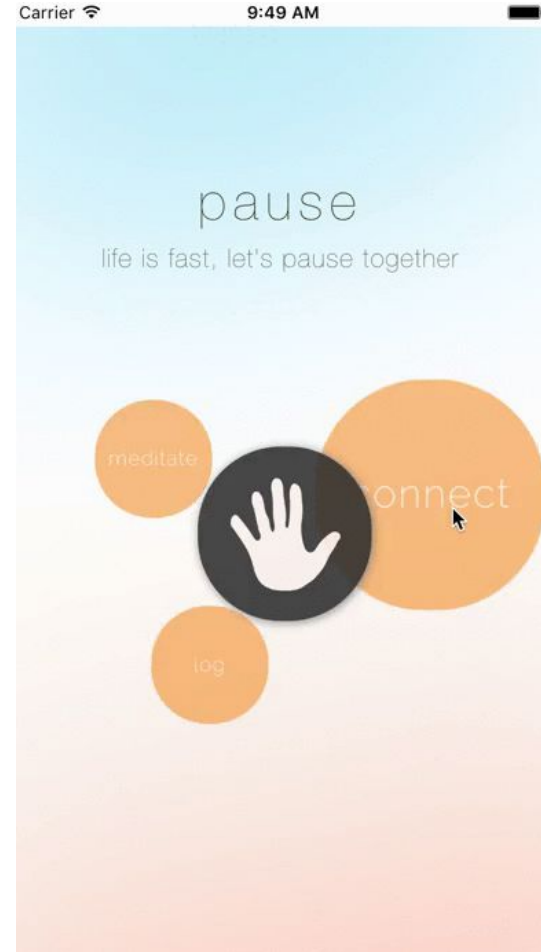 Carrier 9:49 AM
pause
life is fast, let's pause together
meditate
connect
log